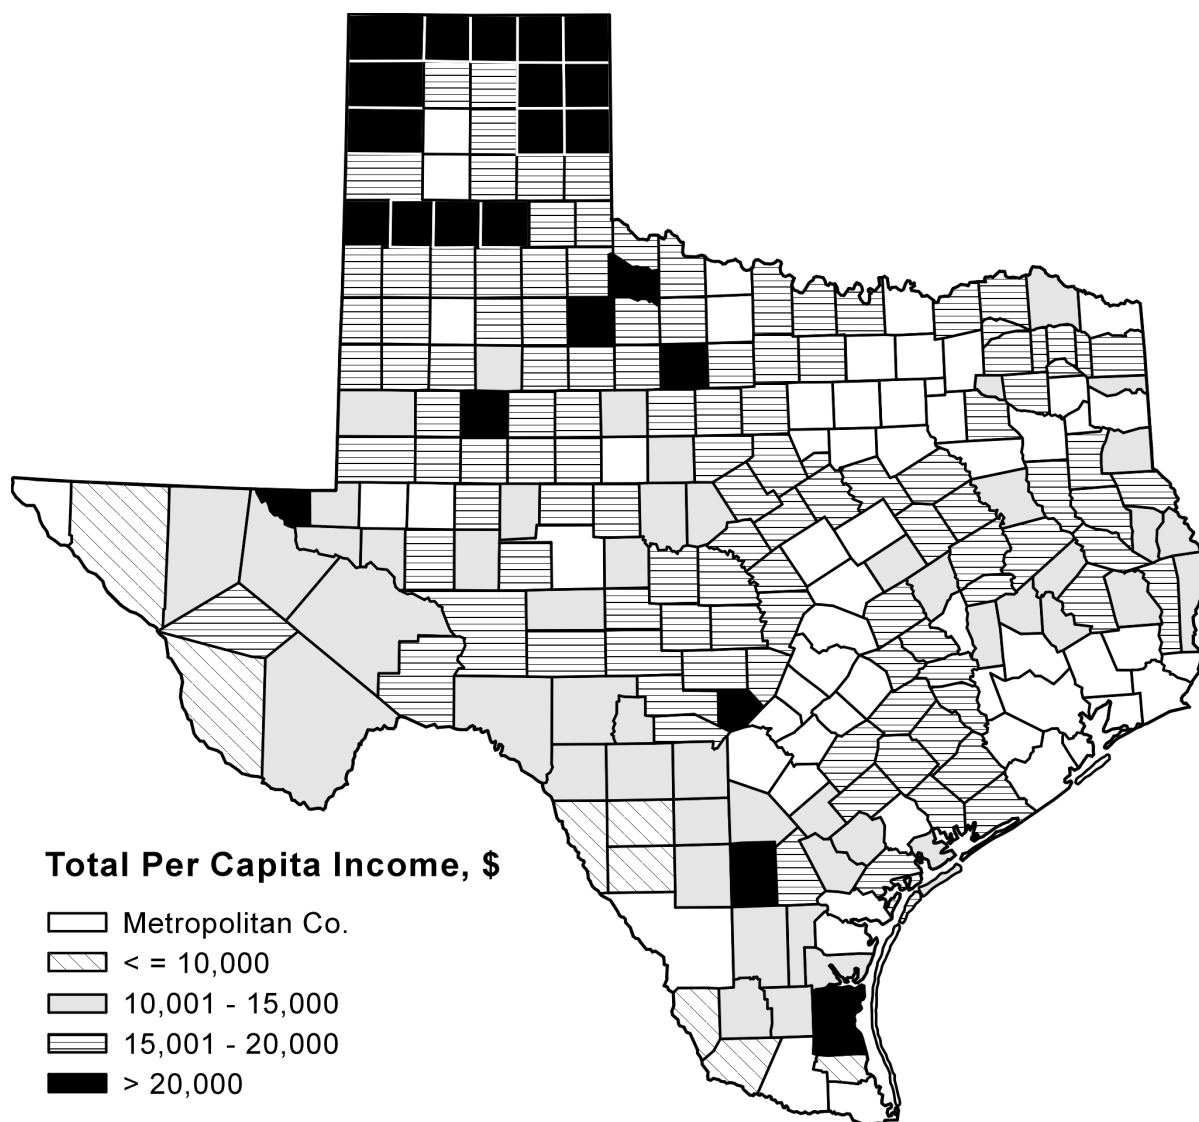 Total Per Capita Income, $
Metropolitan Co.
< = 10,000
10,001 - 15,000
15,001 - 20,000
> 20,000